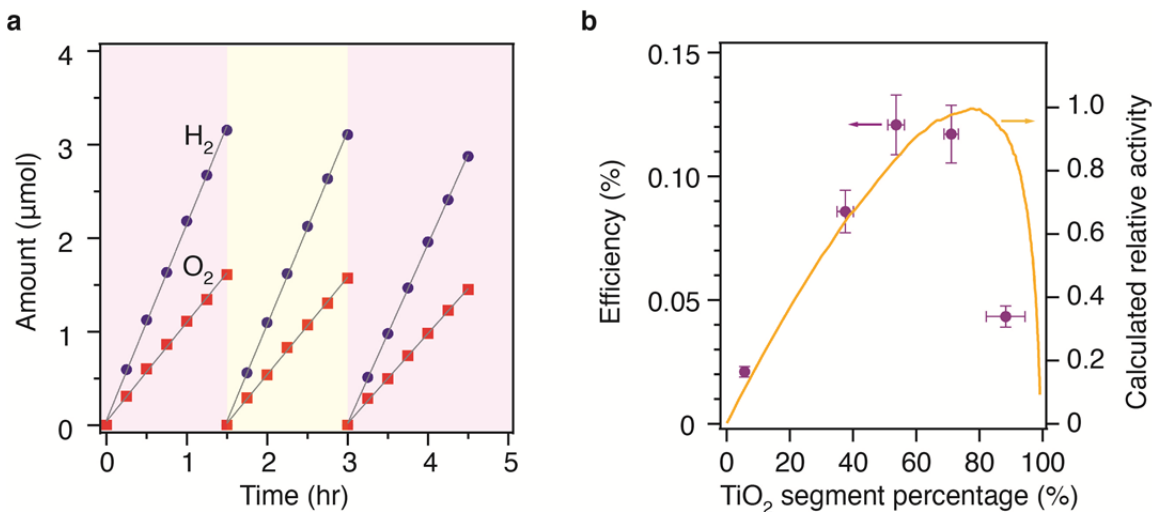 a
4
3
2
1
0
Amount (μmol)
H2
O2
0 1 2 3 4 5
Time (hr)
b
0.15
0.10
0.05
0
Efficiency (%)
1.0
0.8
0.6
0.4
0.2
0
Calculated relative activity
0 20 40 60 80 100
TiO2 segment percentage (%)